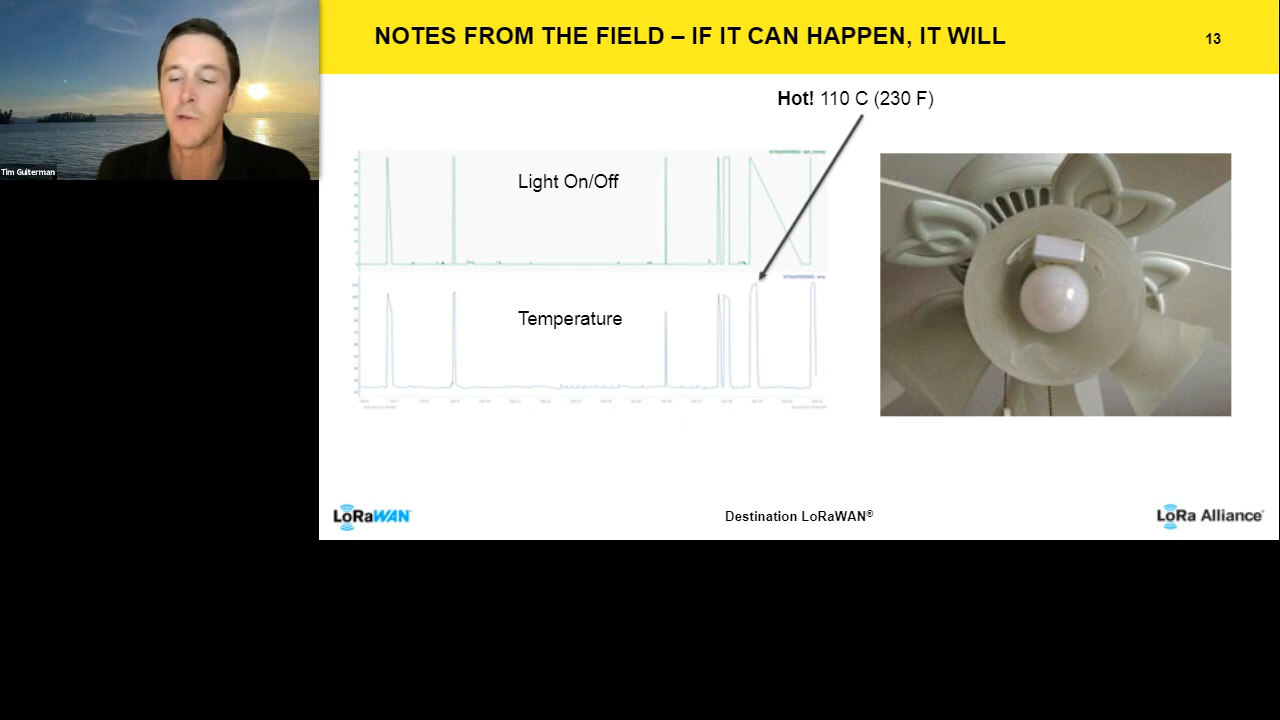 NOTES FROM THE FIELD – IF IT CAN HAPPEN, IT WILL
13
Tim Gulterman
Hot! 110 C (230 F)
Light On/Off
Temperature
LoRaWAN
Destination LoRaWAN®
LoRa Alliance